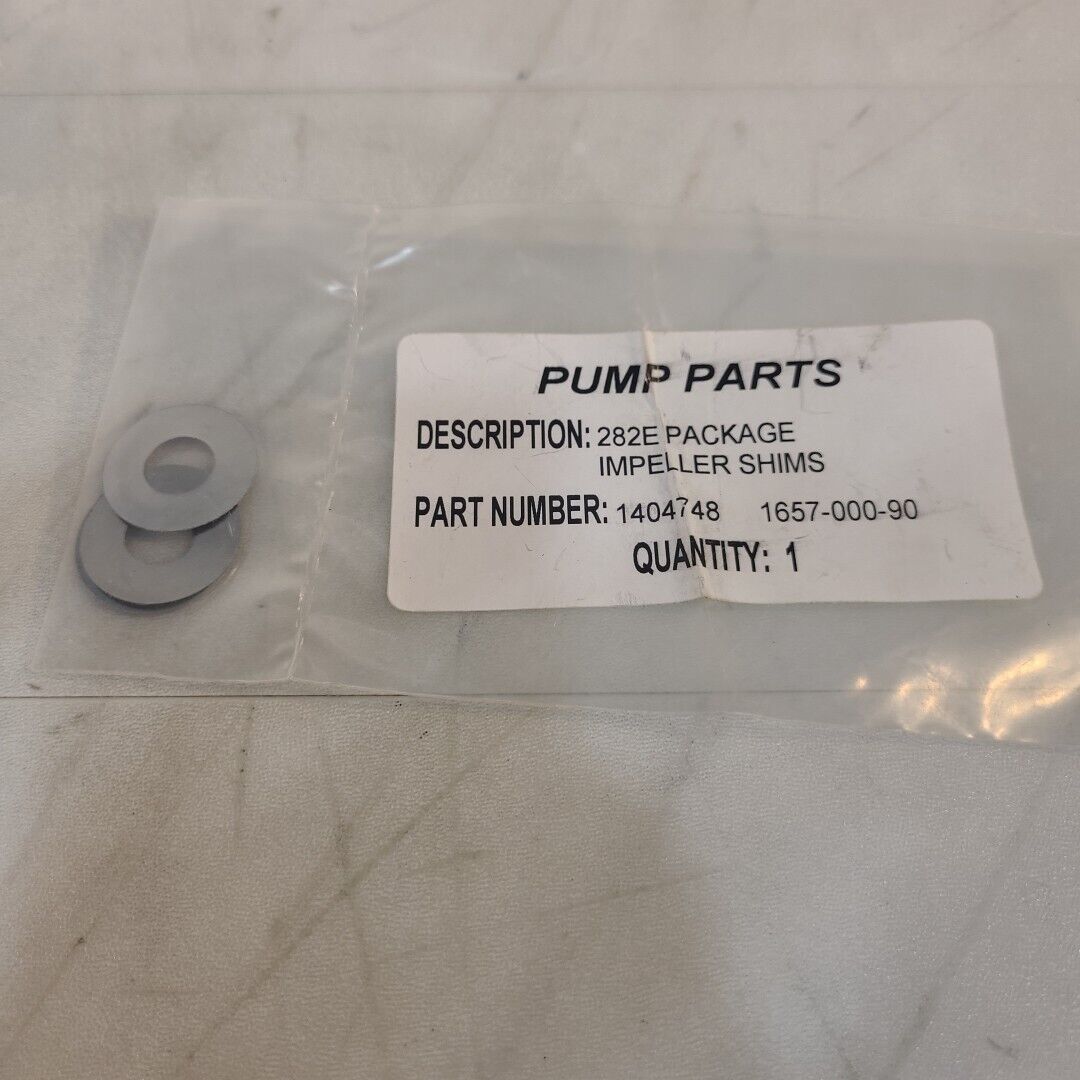 PUMP PARTS
DESCRIPTION: 282E PACKAGE
IMPELLER SHIMS
PART NUMBER: 1404748 1657-000-90
QUANTITY: 1